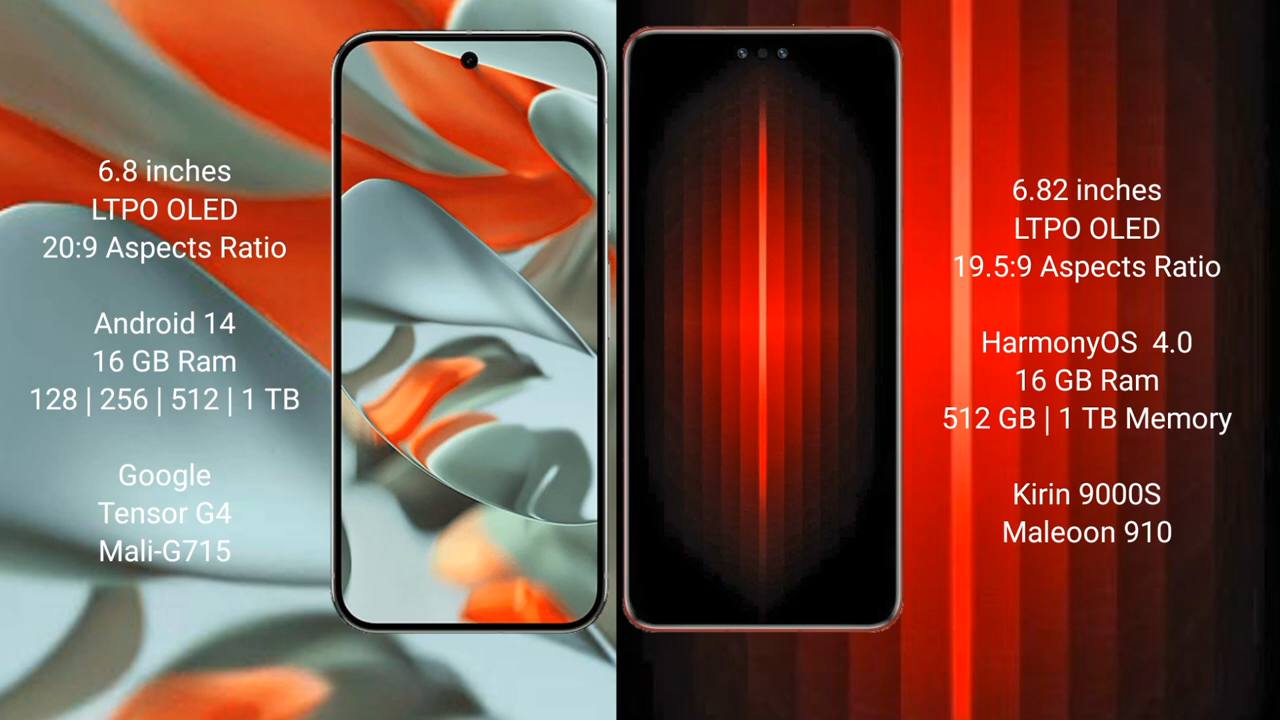 6.8 inches
LTPO OLED
20:9 Aspects Ratio
Android 14
16 GB Ram
128 | 256 | 512 | 1 TB
Google
Tensor G4
Mali-G715
6.82 inches
LTPO OLED
19.5:9 Aspects Ratio
HarmonyOS  4.0
16 GB Ram
512 GB | 1 TB Memory
Kirin 9000S
Maleoon 910